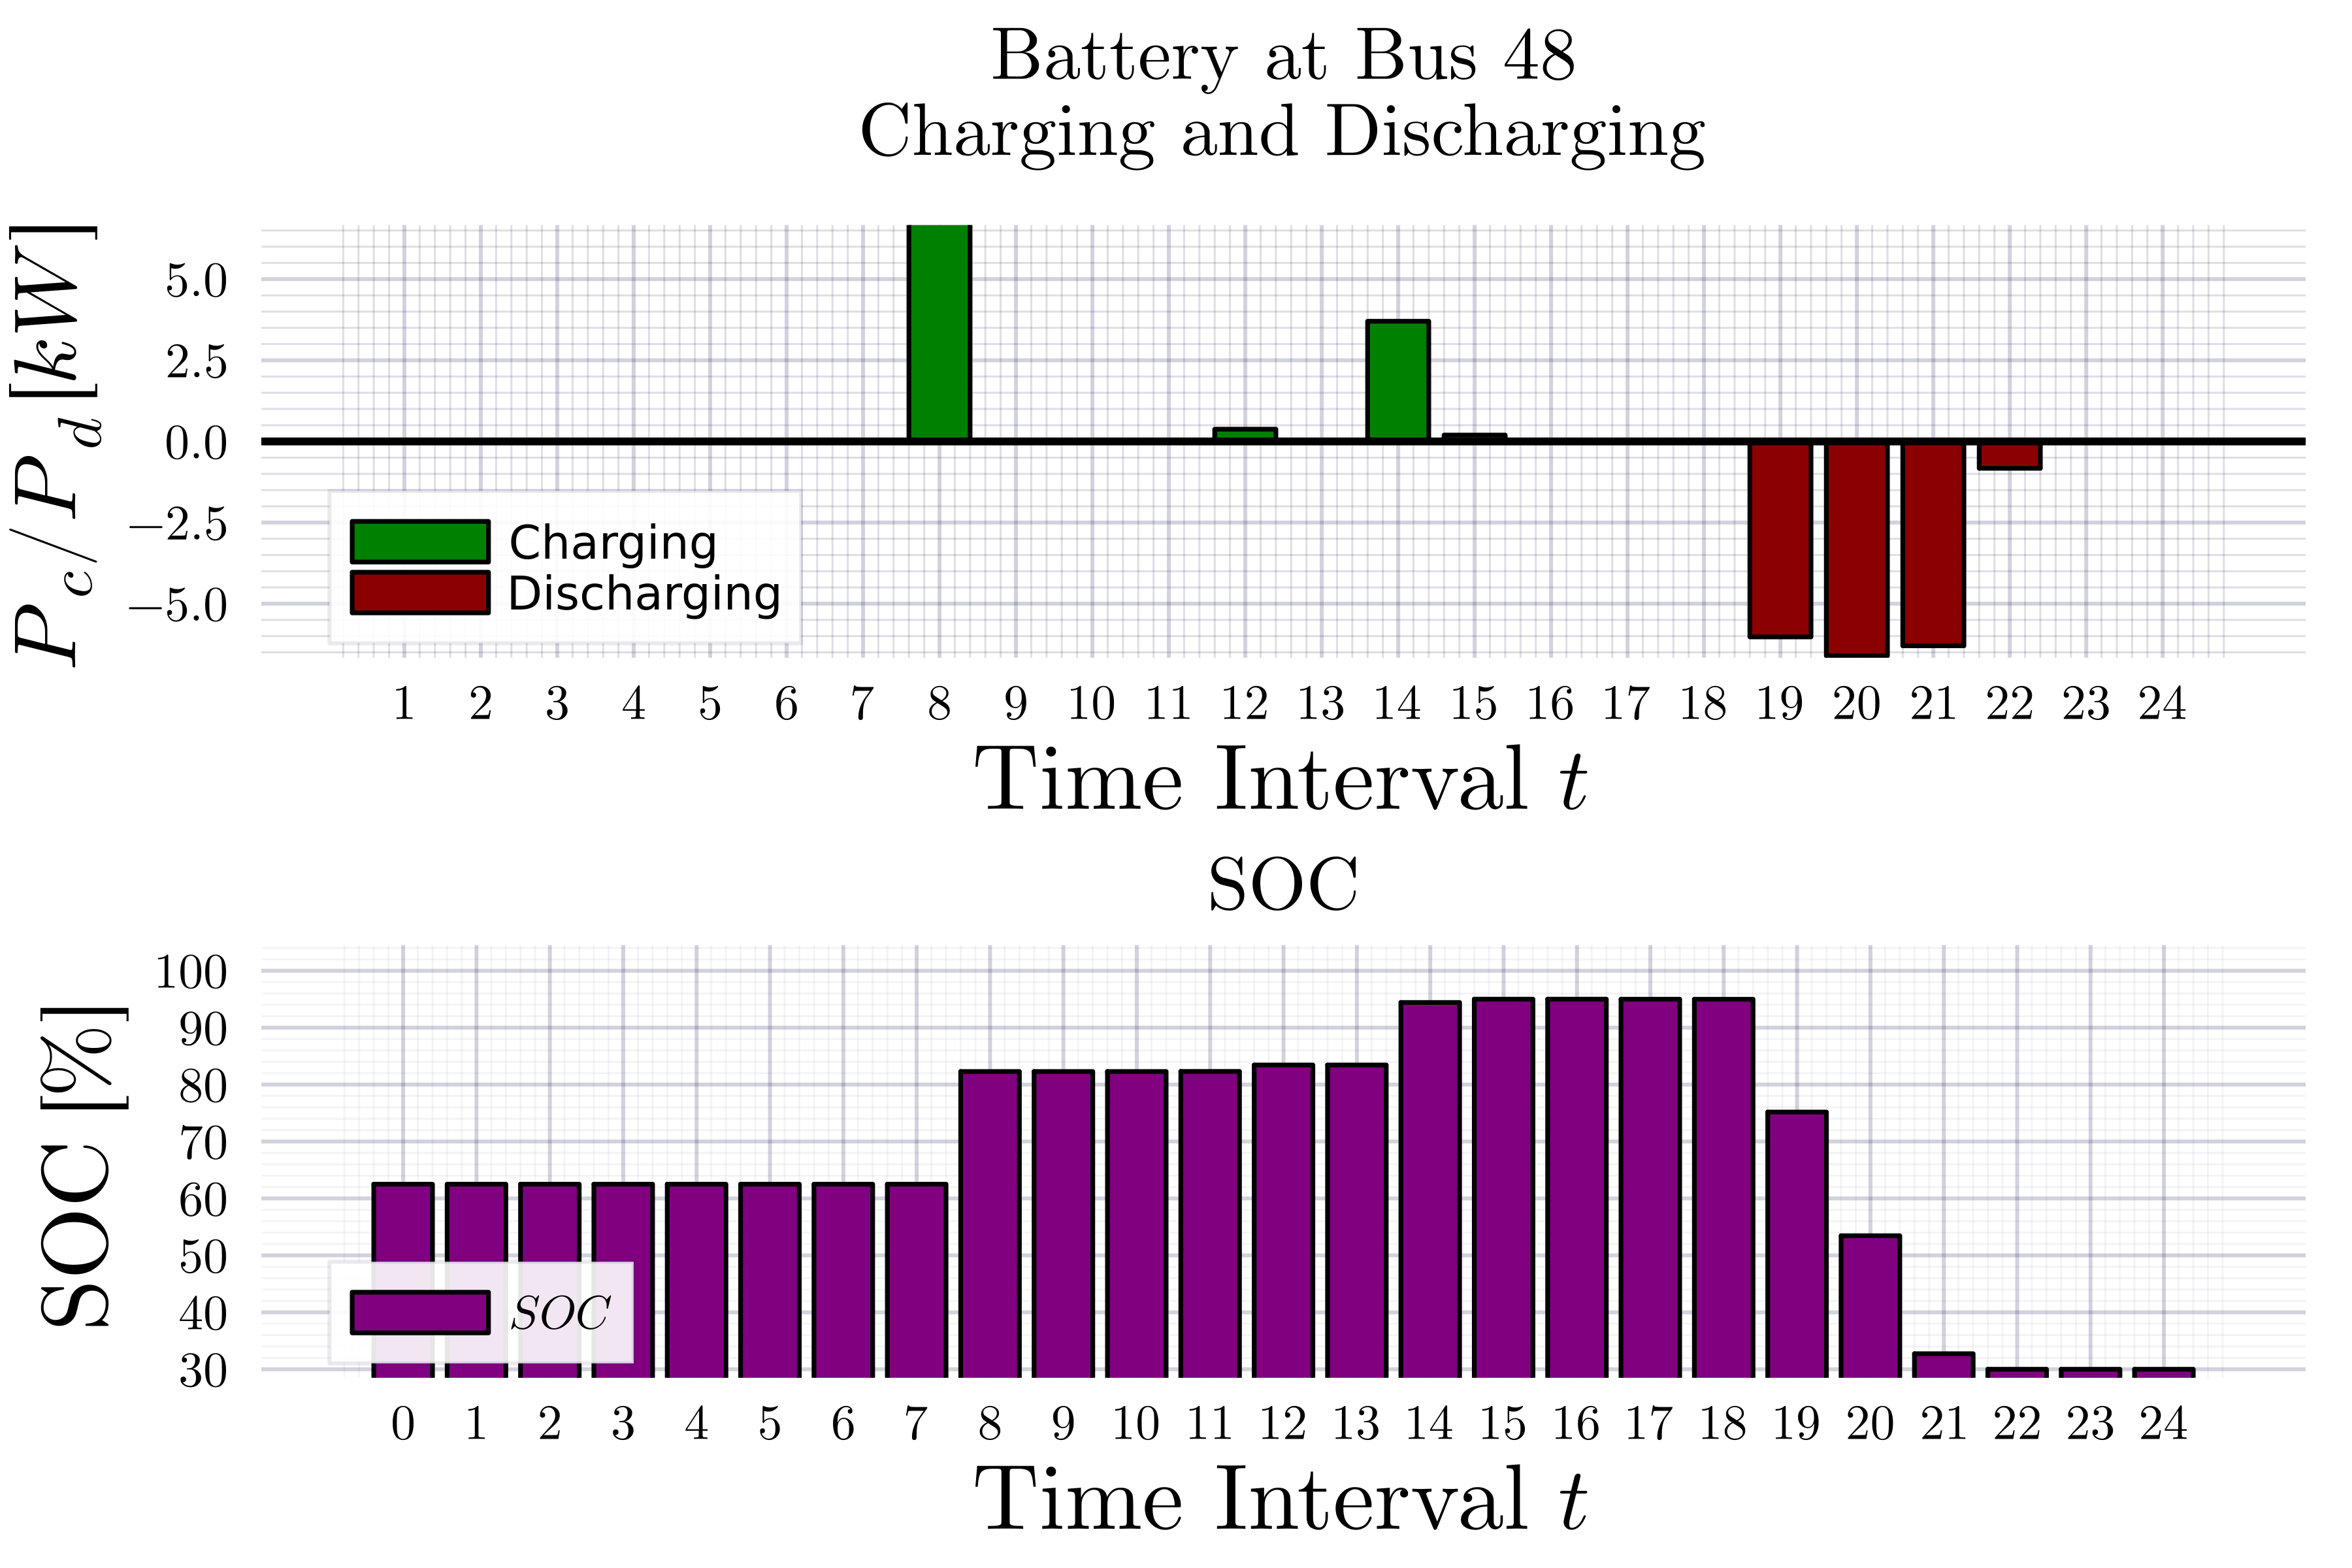 Battery at Bus 48
Charging and Discharging
P_c/P_d [kW]
5.0
2.5
0.0
−2.5
−5.0
Charging
Discharging
1 2 3 4 5 6 7 8 9 10 11 12 13 14 15 16 17 18 19 20 21 22 23 24
Time Interval t
SOC
SOC [%]
100
90
80
70
60
50
40
30
SOC
0 1 2 3 4 5 6 7 8 9 10 11 12 13 14 15 16 17 18 19 20 21 22 23 24
Time Interval t